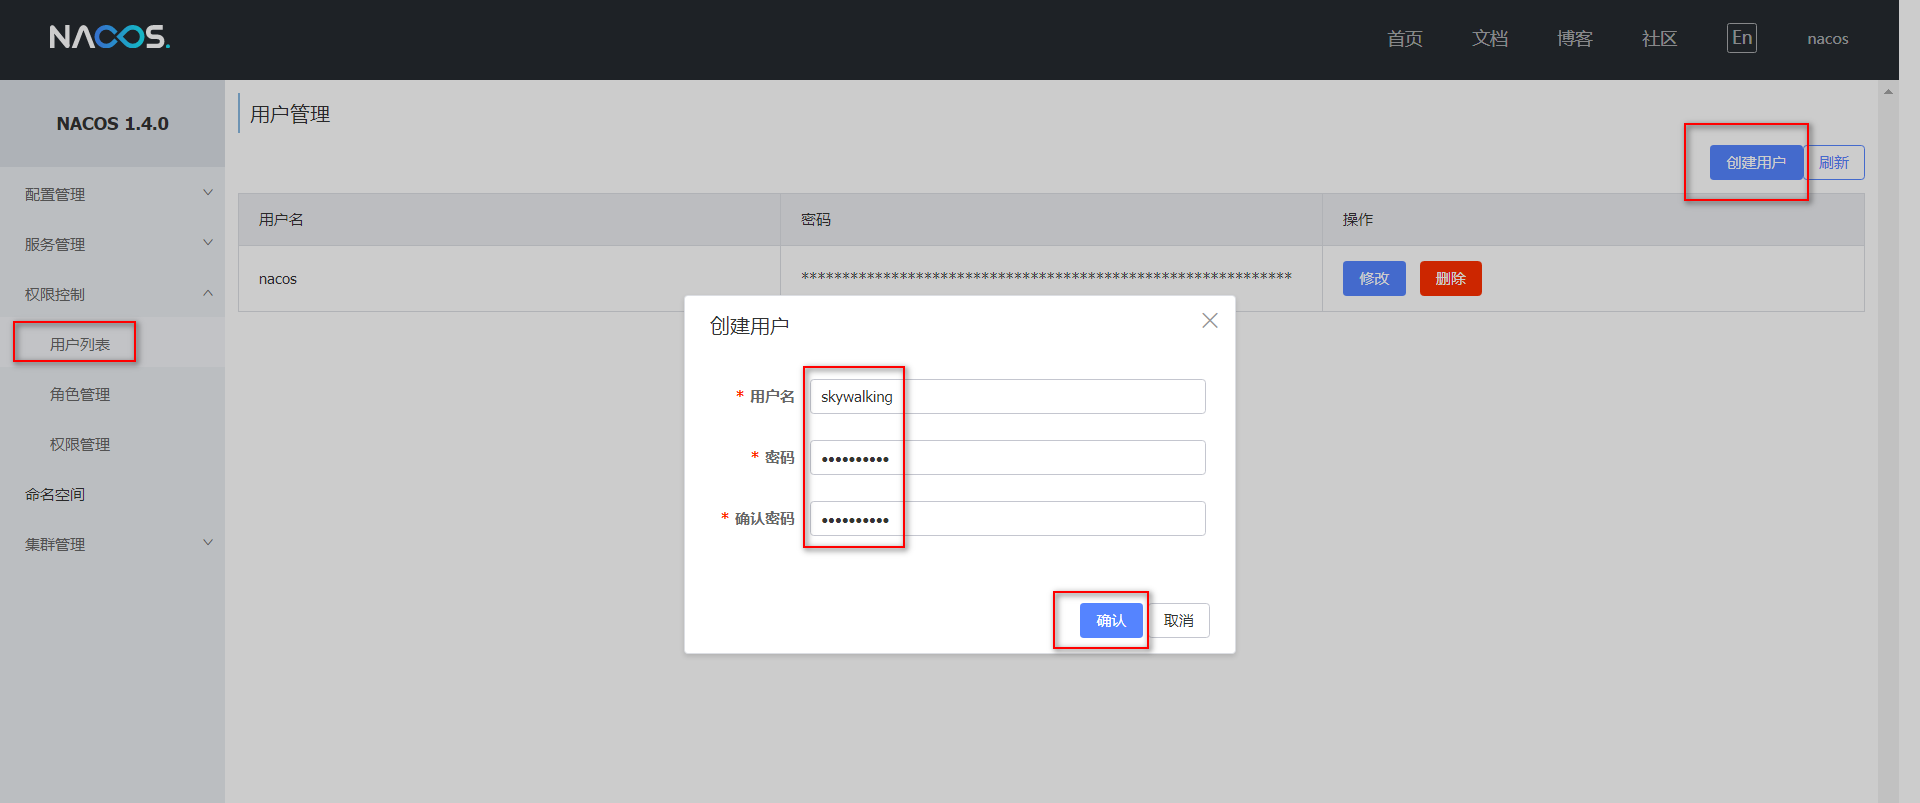 NACOS.
首页 文档 博客 社区 En nacos
NACOS 1.4.0
配置管理
服务管理
权限控制
用户列表
角色管理
权限管理
命名空间
集群管理
用户管理
创建用户 刷新
用户名 密码 操作
nacos ************************************************************ 修改 删除
创建用户
* 用户名 skywalking
* 密码 ••••••••••
* 确认密码 ••••••••••
确认 取消